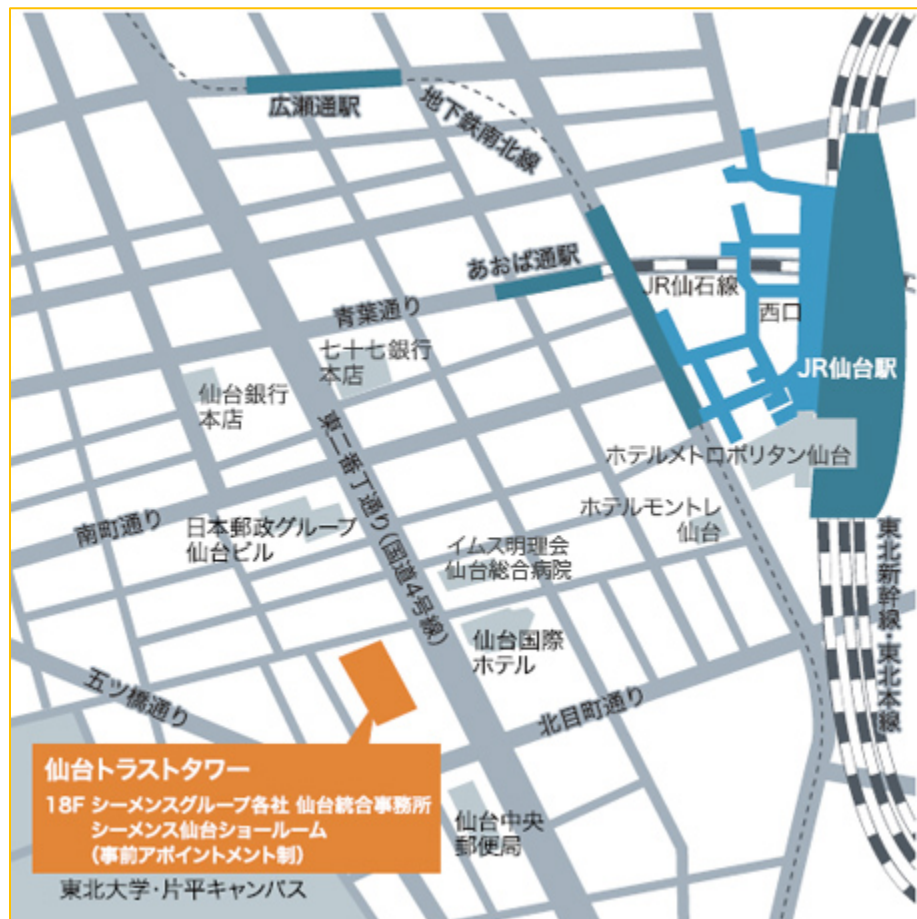 広瀬通駅
地下鉄南北線
あおば通駅
JR仙石線
青葉通り
西口
七十七銀行
本店
JR仙台駅
仙台銀行
本店
東二番丁通り(国道4号線)
ホテルメトロポリタン仙台
南町通り
日本郵政グループ
仙台ビル
ホテルモントレ
仙台
イムス明理会
仙台総合病院
東北新幹線・東北本線
仙台国際
ホテル
五ツ橋通り
北目町通り
仙台トラストタワー
18F シーメンスグループ各社 仙台統合事務所
シーメンス仙台ショールーム
(事前アポイントメント制)
仙台中央
郵便局
東北大学・片平キャンパス